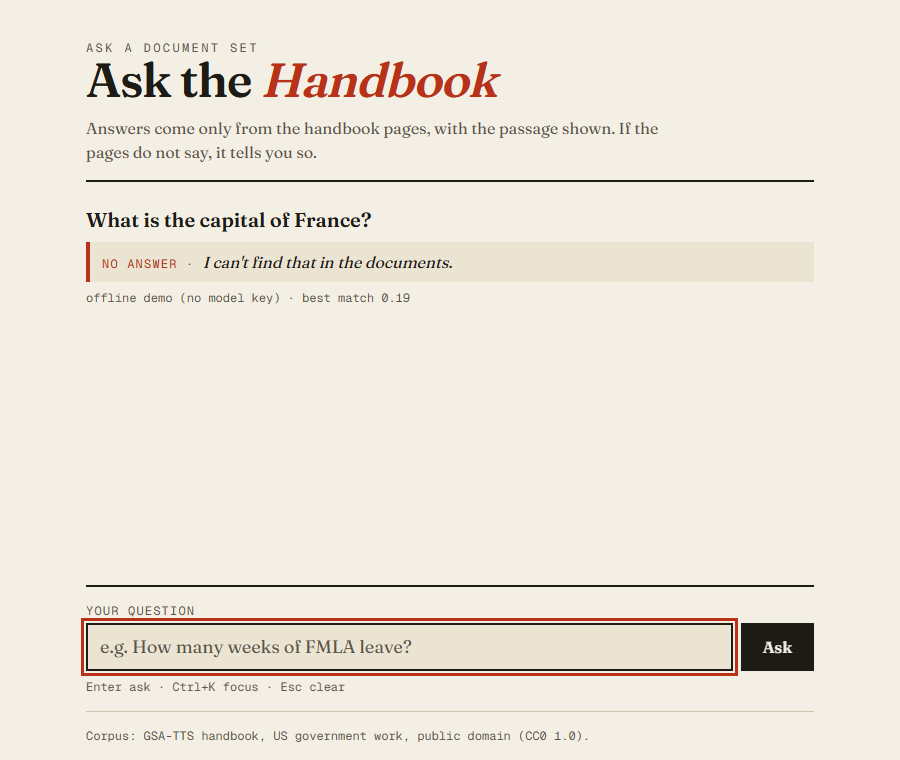 ASK A DOCUMENT SET
Ask the Handbook
Answers come only from the handbook pages, with the passage shown. If the
pages do not say, it tells you so.
What is the capital of France?
NO ANSWER · I can't find that in the documents.
offline demo (no model key) · best match 0.19
YOUR QUESTION
e.g. How many weeks of FMLA leave?
Ask
Enter ask · Ctrl+K focus · Esc clear
Corpus: GSA-TTS handbook, US government work, public domain (CC0 1.0).